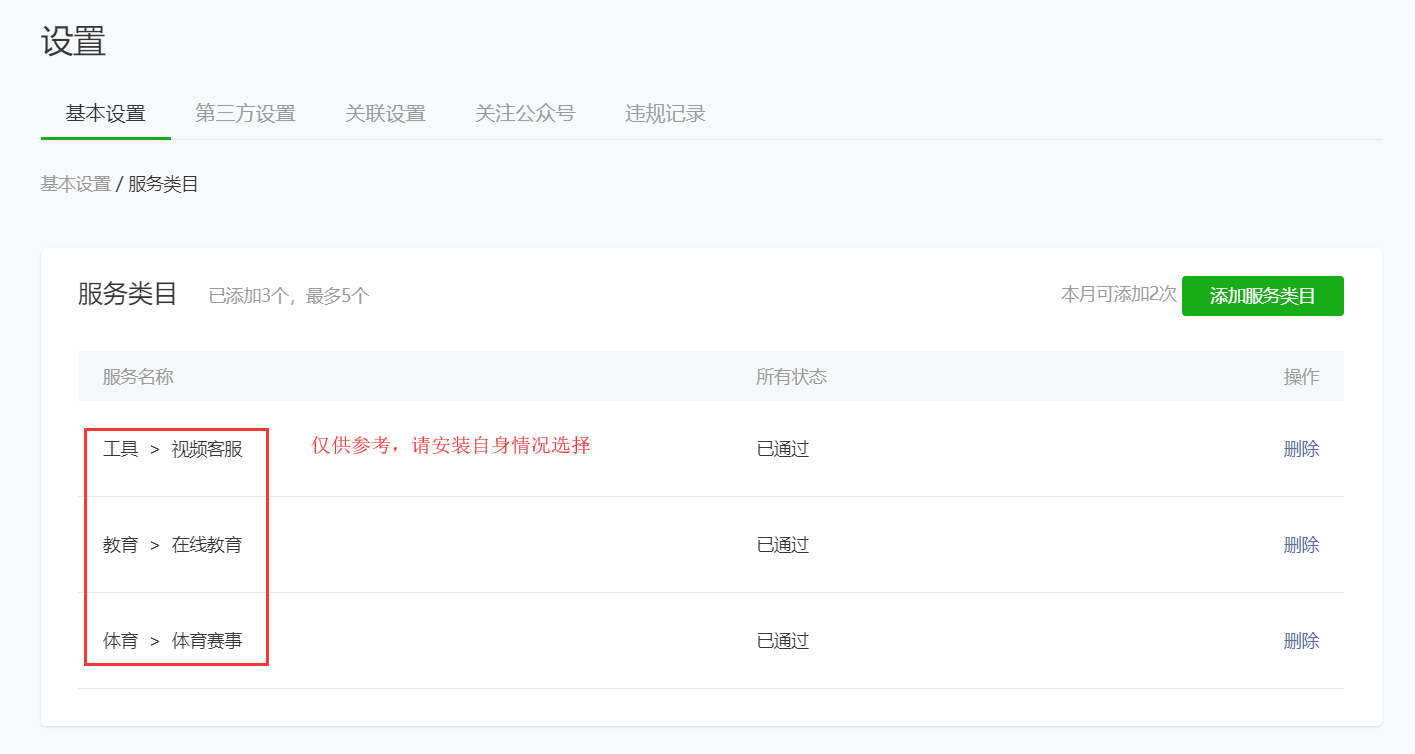 设置
基本设置 第三方设置 关联设置 关注公众号 违规记录
基本设置 / 服务类目
服务类目 已添加3个，最多5个 本月可添加2次 添加服务类目
服务名称 所有状态 操作
工具 > 视频客服 仅供参考，请安装自身情况选择 已通过 删除
教育 > 在线教育 已通过 删除
体育 > 体育赛事 已通过 删除